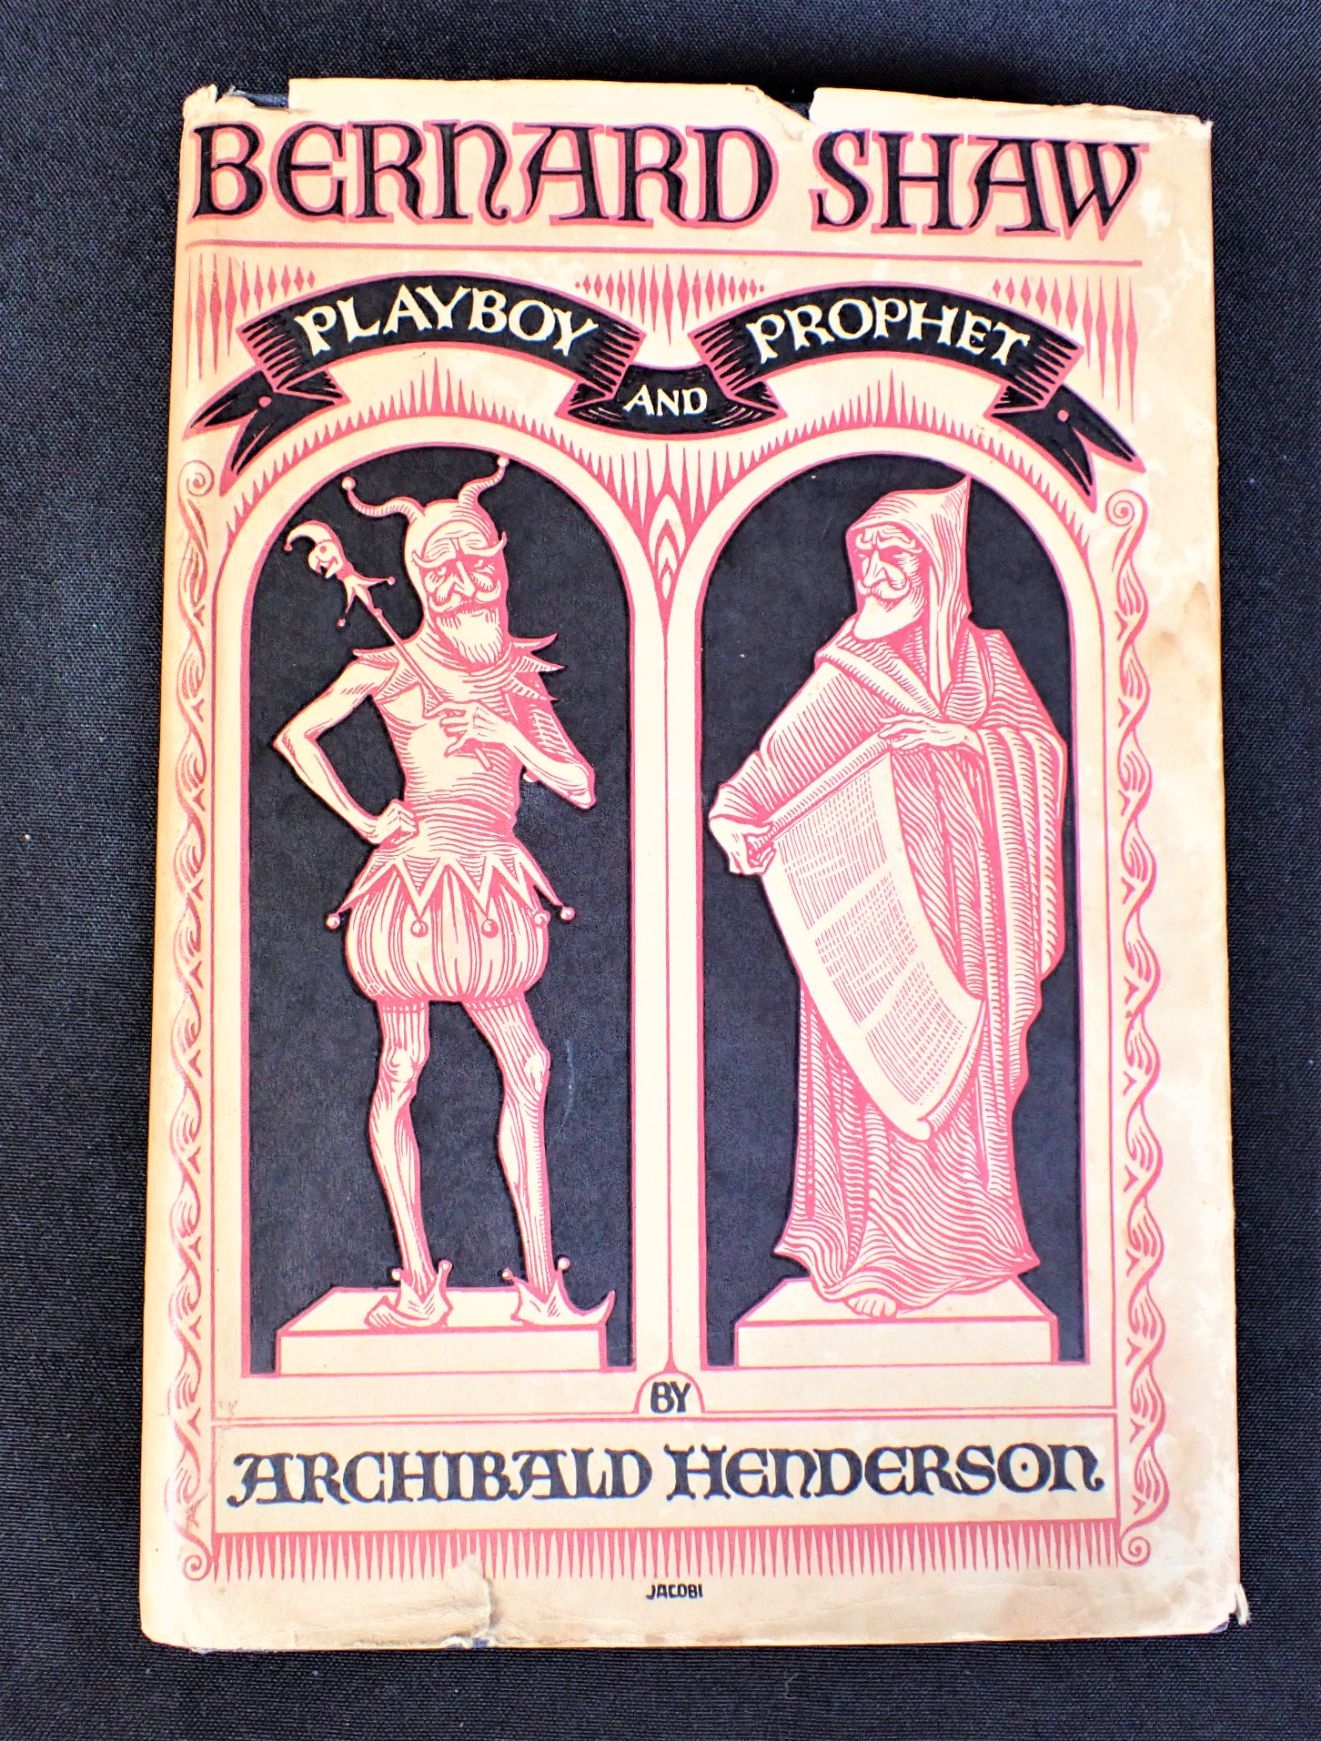 BERNARD SHAW
PLAYBOY AND PROPHET
BY
ARCHIBALD HENDERSON
JACOBI